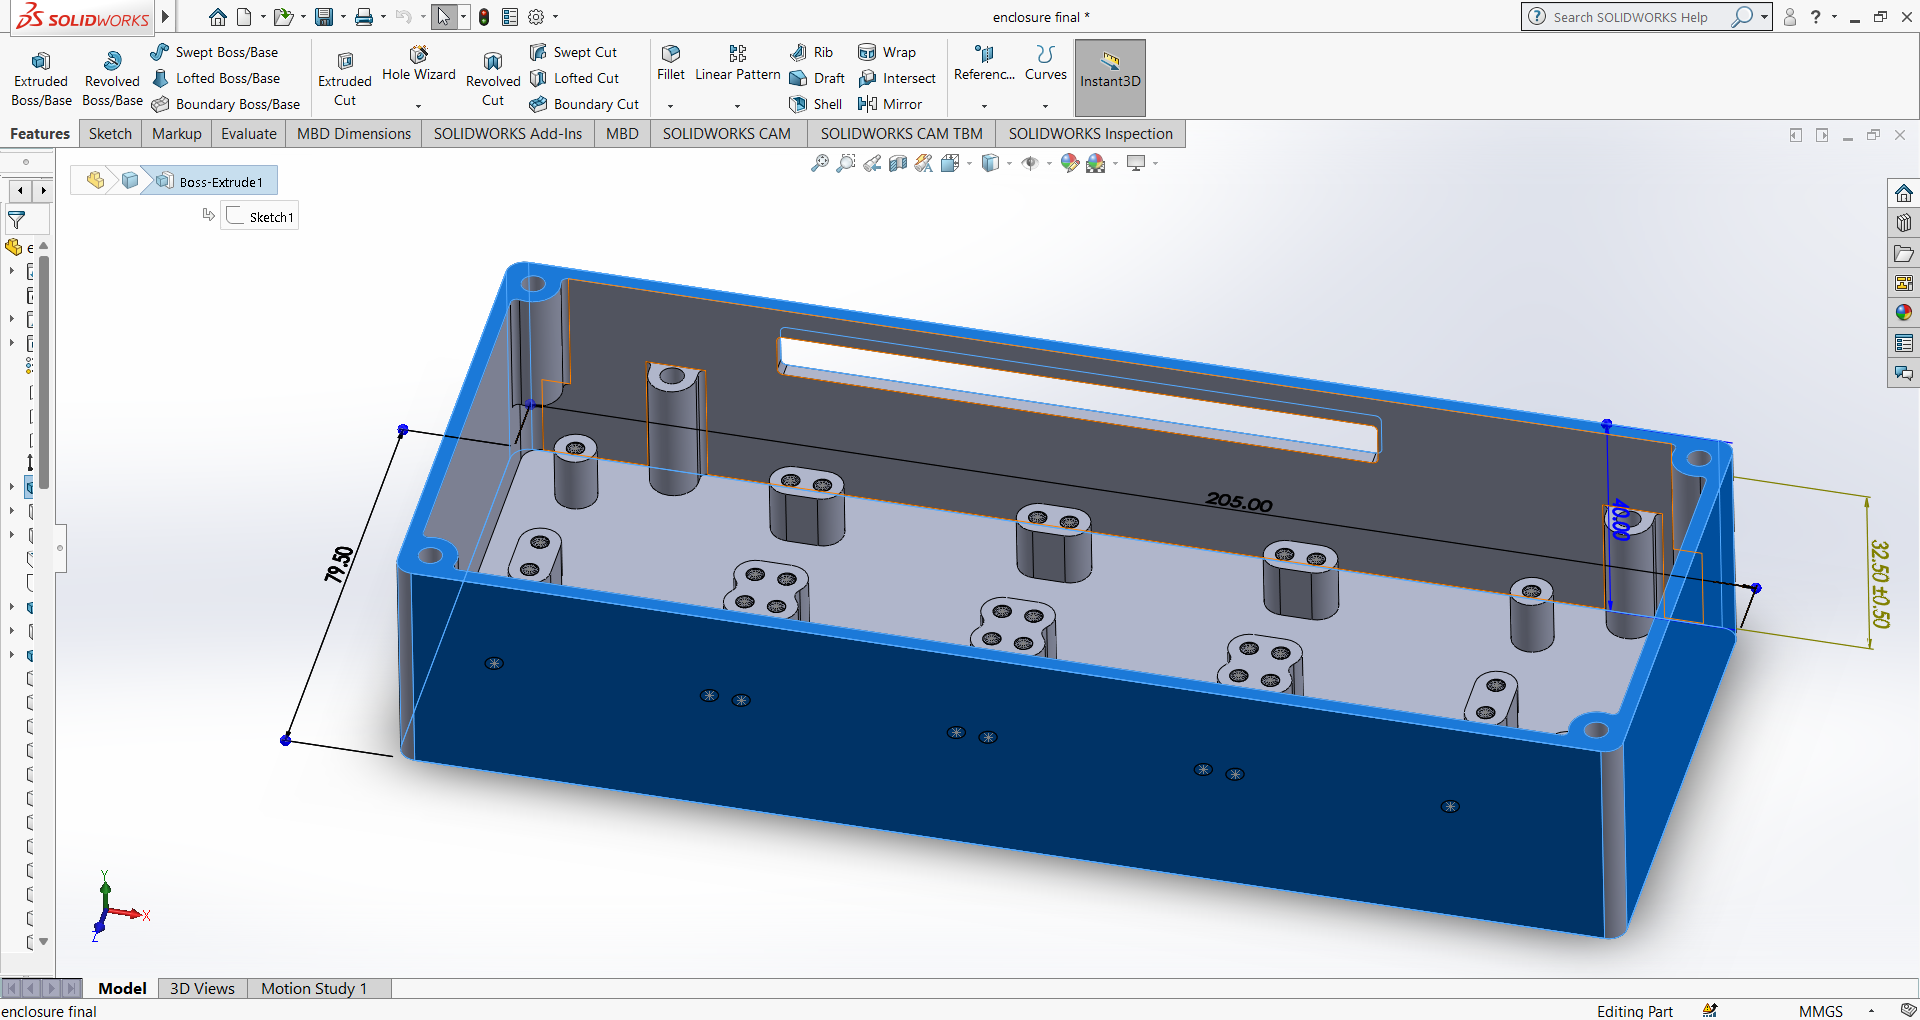 SOLIDWORKS
enclosure final *
Search SOLIDWORKS Help
?
Extruded Boss/Base
Revolved Boss/Base
Swept Boss/Base
Lofted Boss/Base
Boundary Boss/Base
Extruded Cut
Hole Wizard
Revolved Cut
Swept Cut
Lofted Cut
Boundary Cut
Fillet
Linear Pattern
Rib
Draft
Shell
Wrap
Intersect
Mirror
Referenc...
Curves
Instant3D
Features
Sketch
Markup
Evaluate
MBD Dimensions
SOLIDWORKS Add-Ins
MBD
SOLIDWORKS CAM
SOLIDWORKS CAM TBM
SOLIDWORKS Inspection
Boss-Extrude1
Sketch1
e
79.50
205.00
40.00
32.50±0.50
Y
X
Z
Model
3D Views
Motion Study 1
enclosure final
Editing Part
MMGS